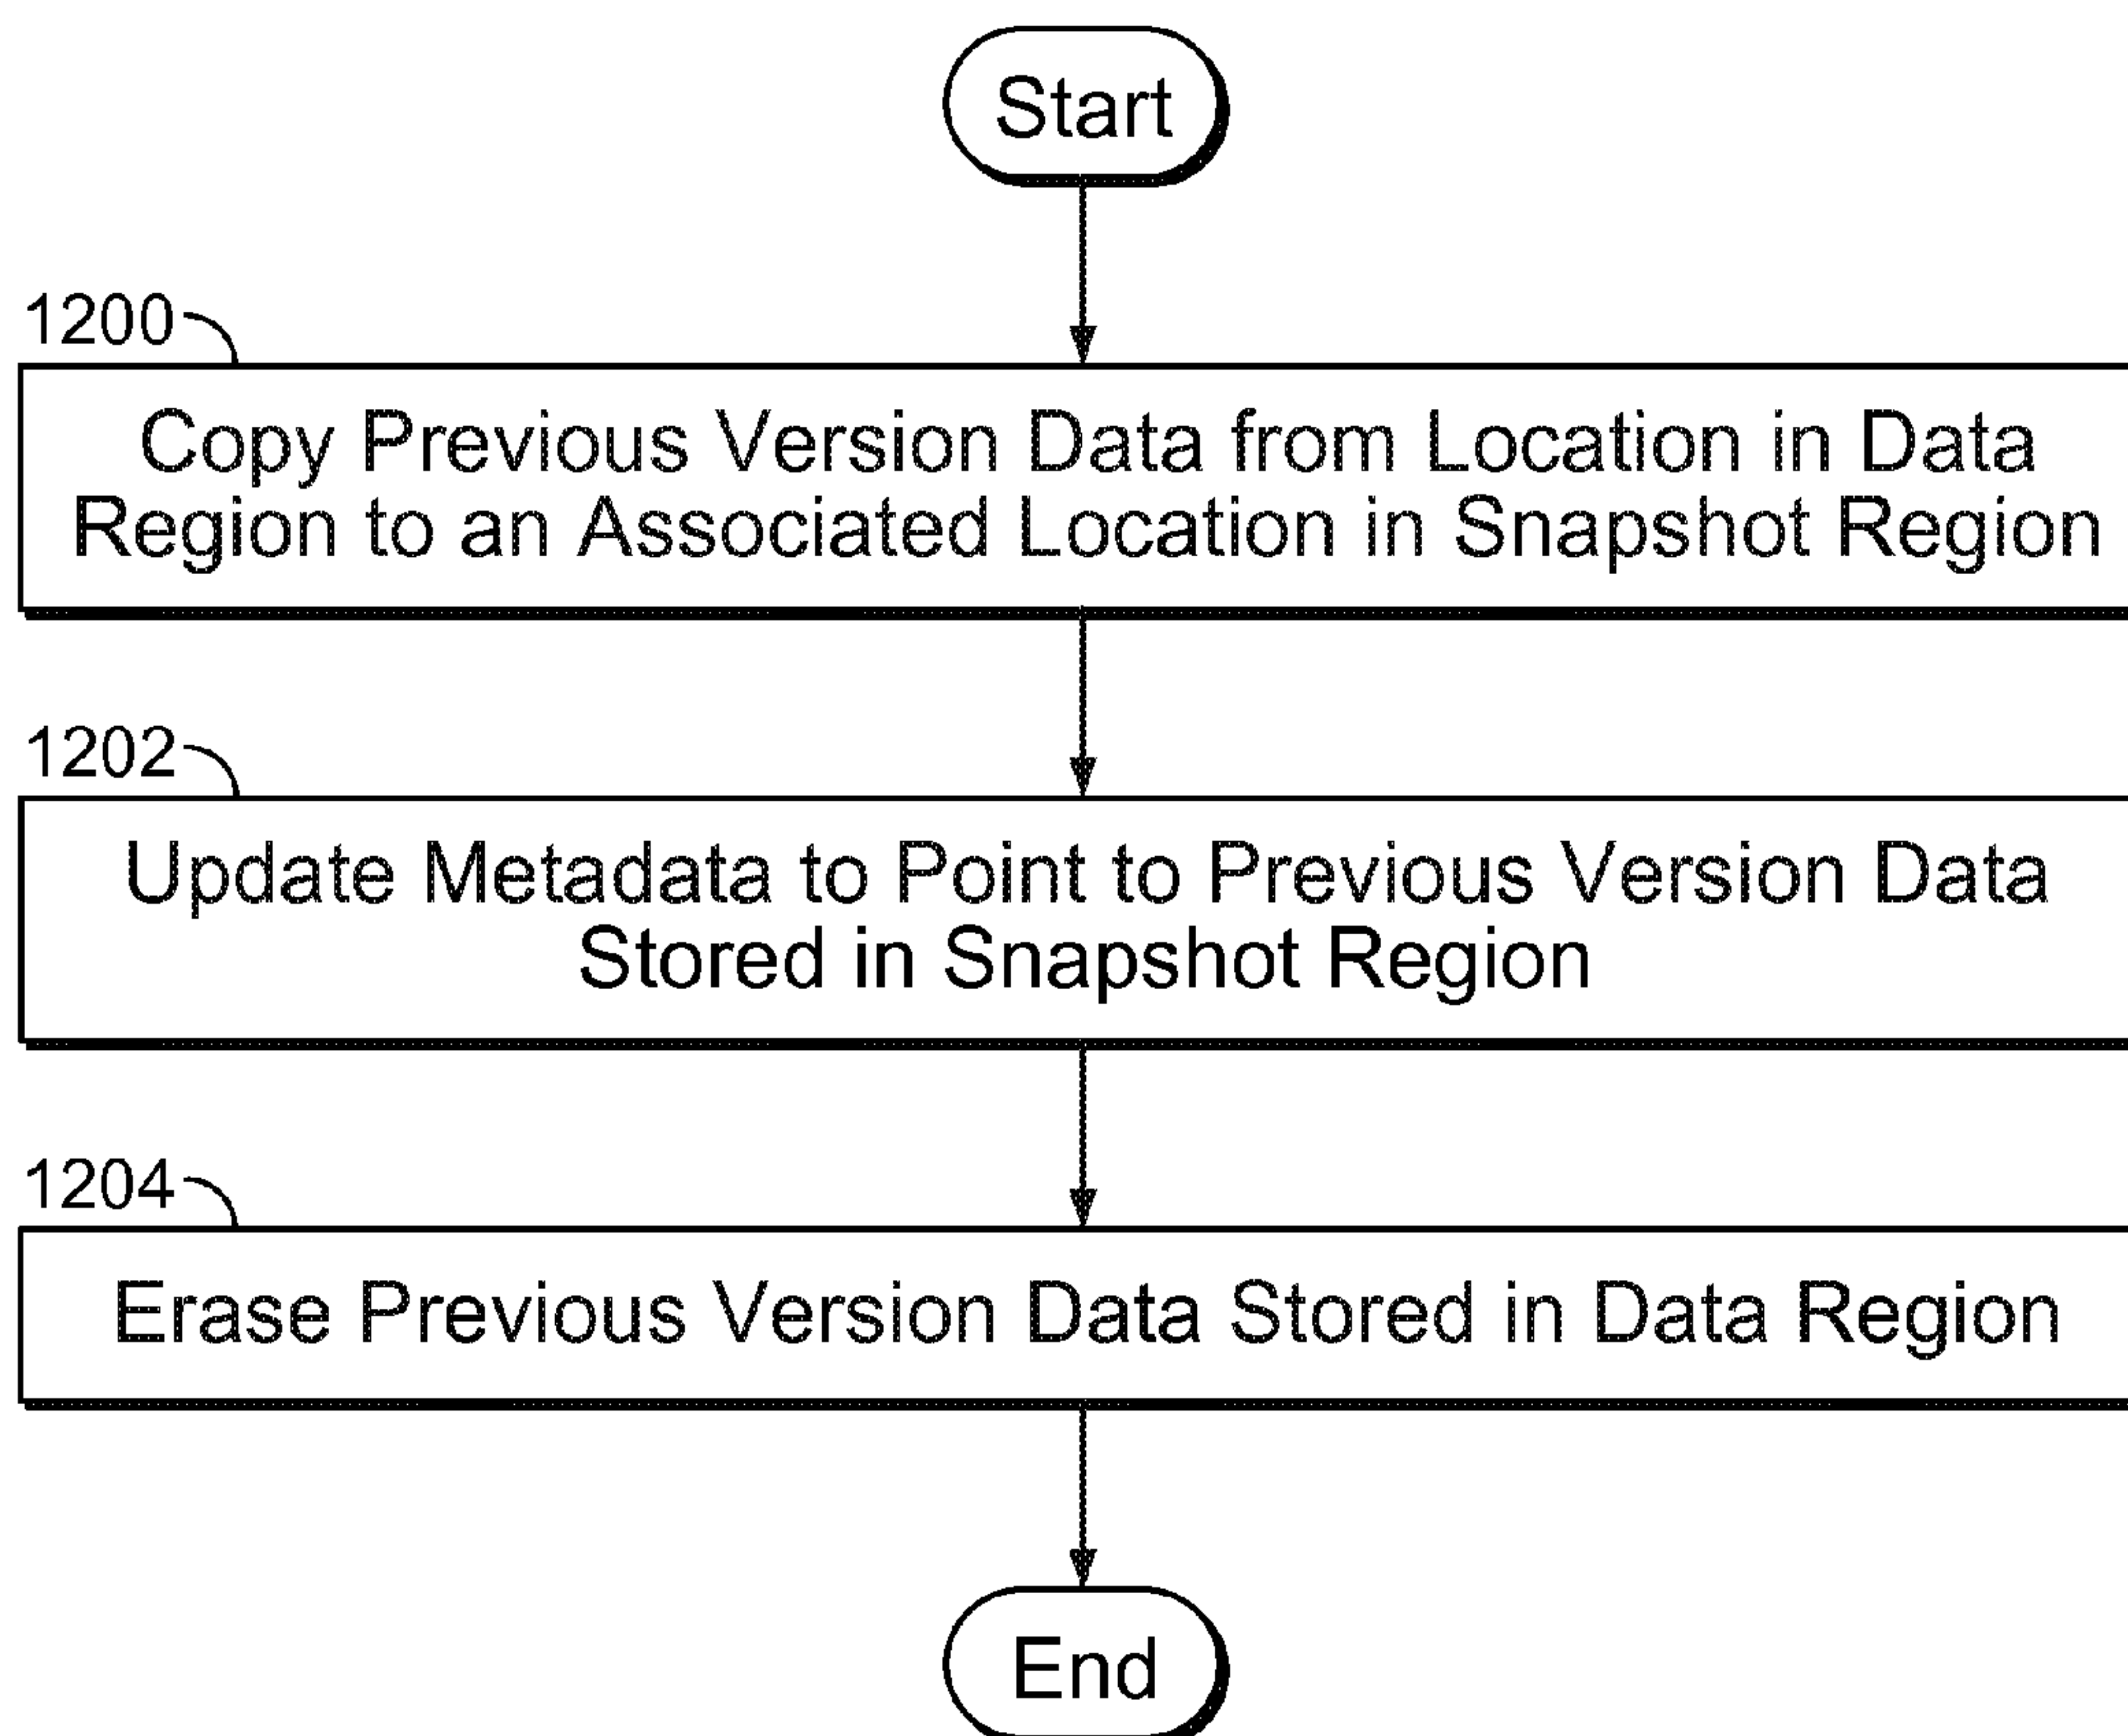 Start
1200
Copy Previous Version Data from Location in Data
Region to an Associated Location in Snapshot Region
1202
Update Metadata to Point to Previous Version Data
Stored in Snapshot Region
1204
Erase Previous Version Data Stored in Data Region
End